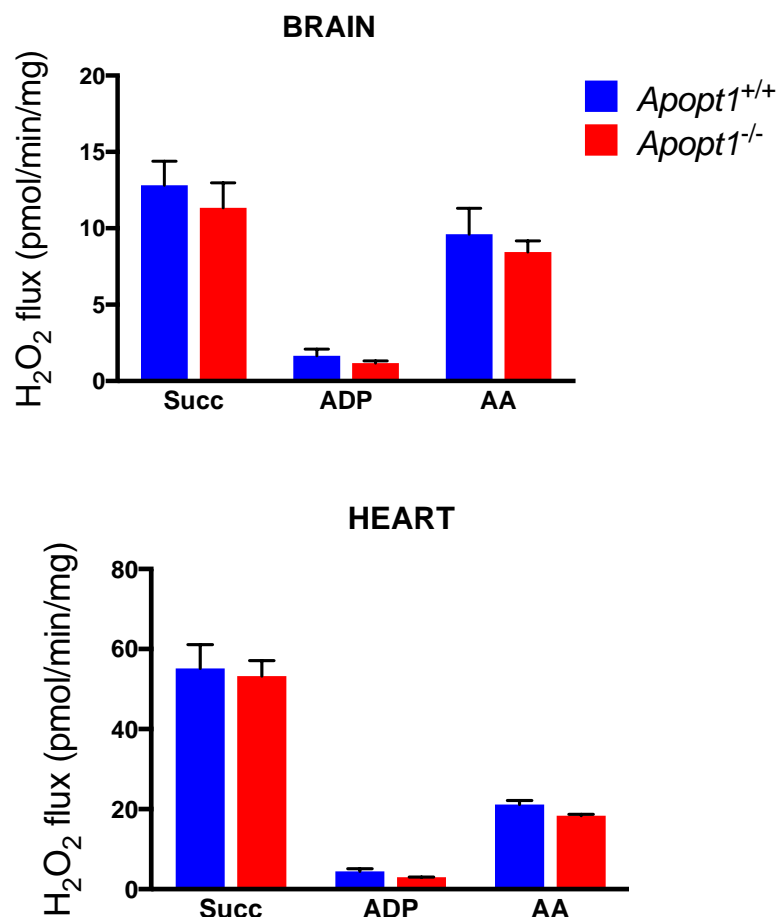 BRAIN
H₂O₂ flux (pmol/min/mg)
20
15
10
5
0
Succ ADP AA
Apopt1+/+
Apopt1-/-
HEART
H₂O₂ flux (pmol/min/mg)
80
60
40
20
0
Succ ADP AA